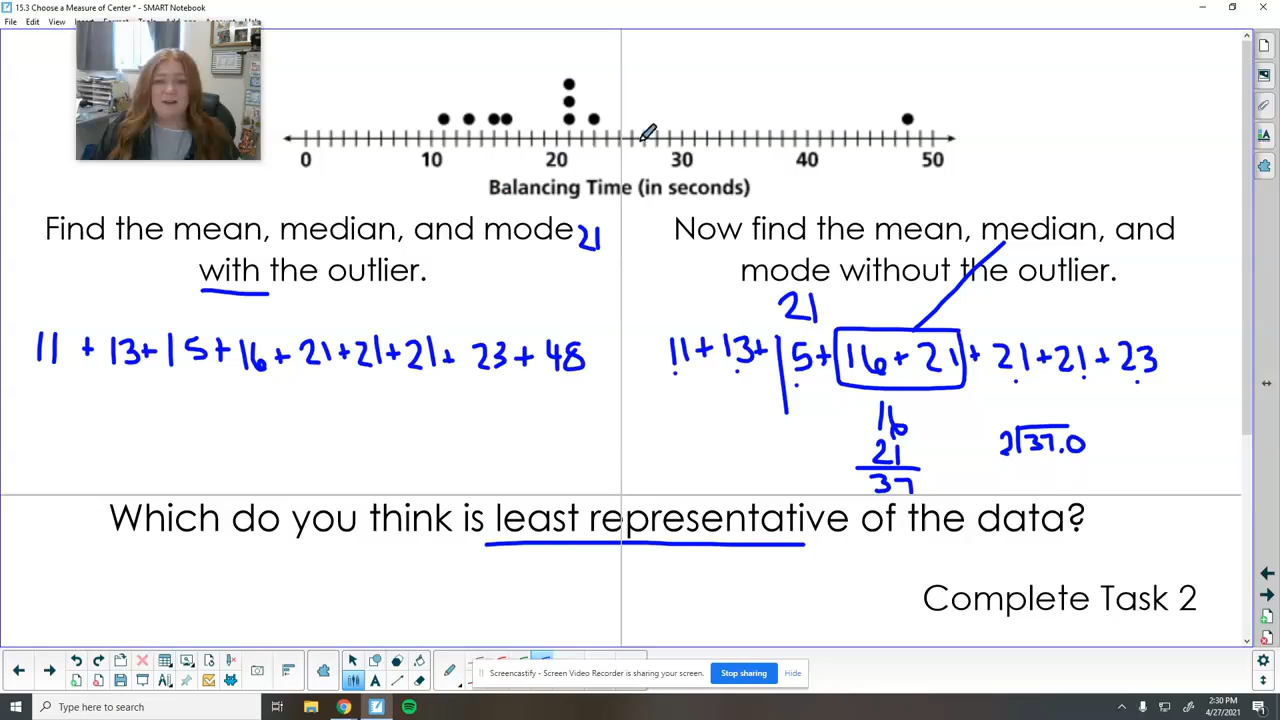 15.3 Choose a Measure of Center * - SMART Notebook
File Edit View Insert Format
0 10 20 30 40 50
Balancing Time (in seconds)
Find the mean, median, and mode 21
with the outlier.
11 + 13 + 15 + 16 + 21 + 21 + 21 + 23 + 48
Now find the mean, median, and
mode without the outlier.
21
11 + 13 + 15 + 16 + 21 + 21 + 21 + 23
16
21
37
2 37.0
Which do you think is least representative of the data?
Complete Task 2
Screencastify - Screen Video Recorder is sharing your screen.
Stop sharing
Hide
Type here to search
2:30 PM
4/27/2021